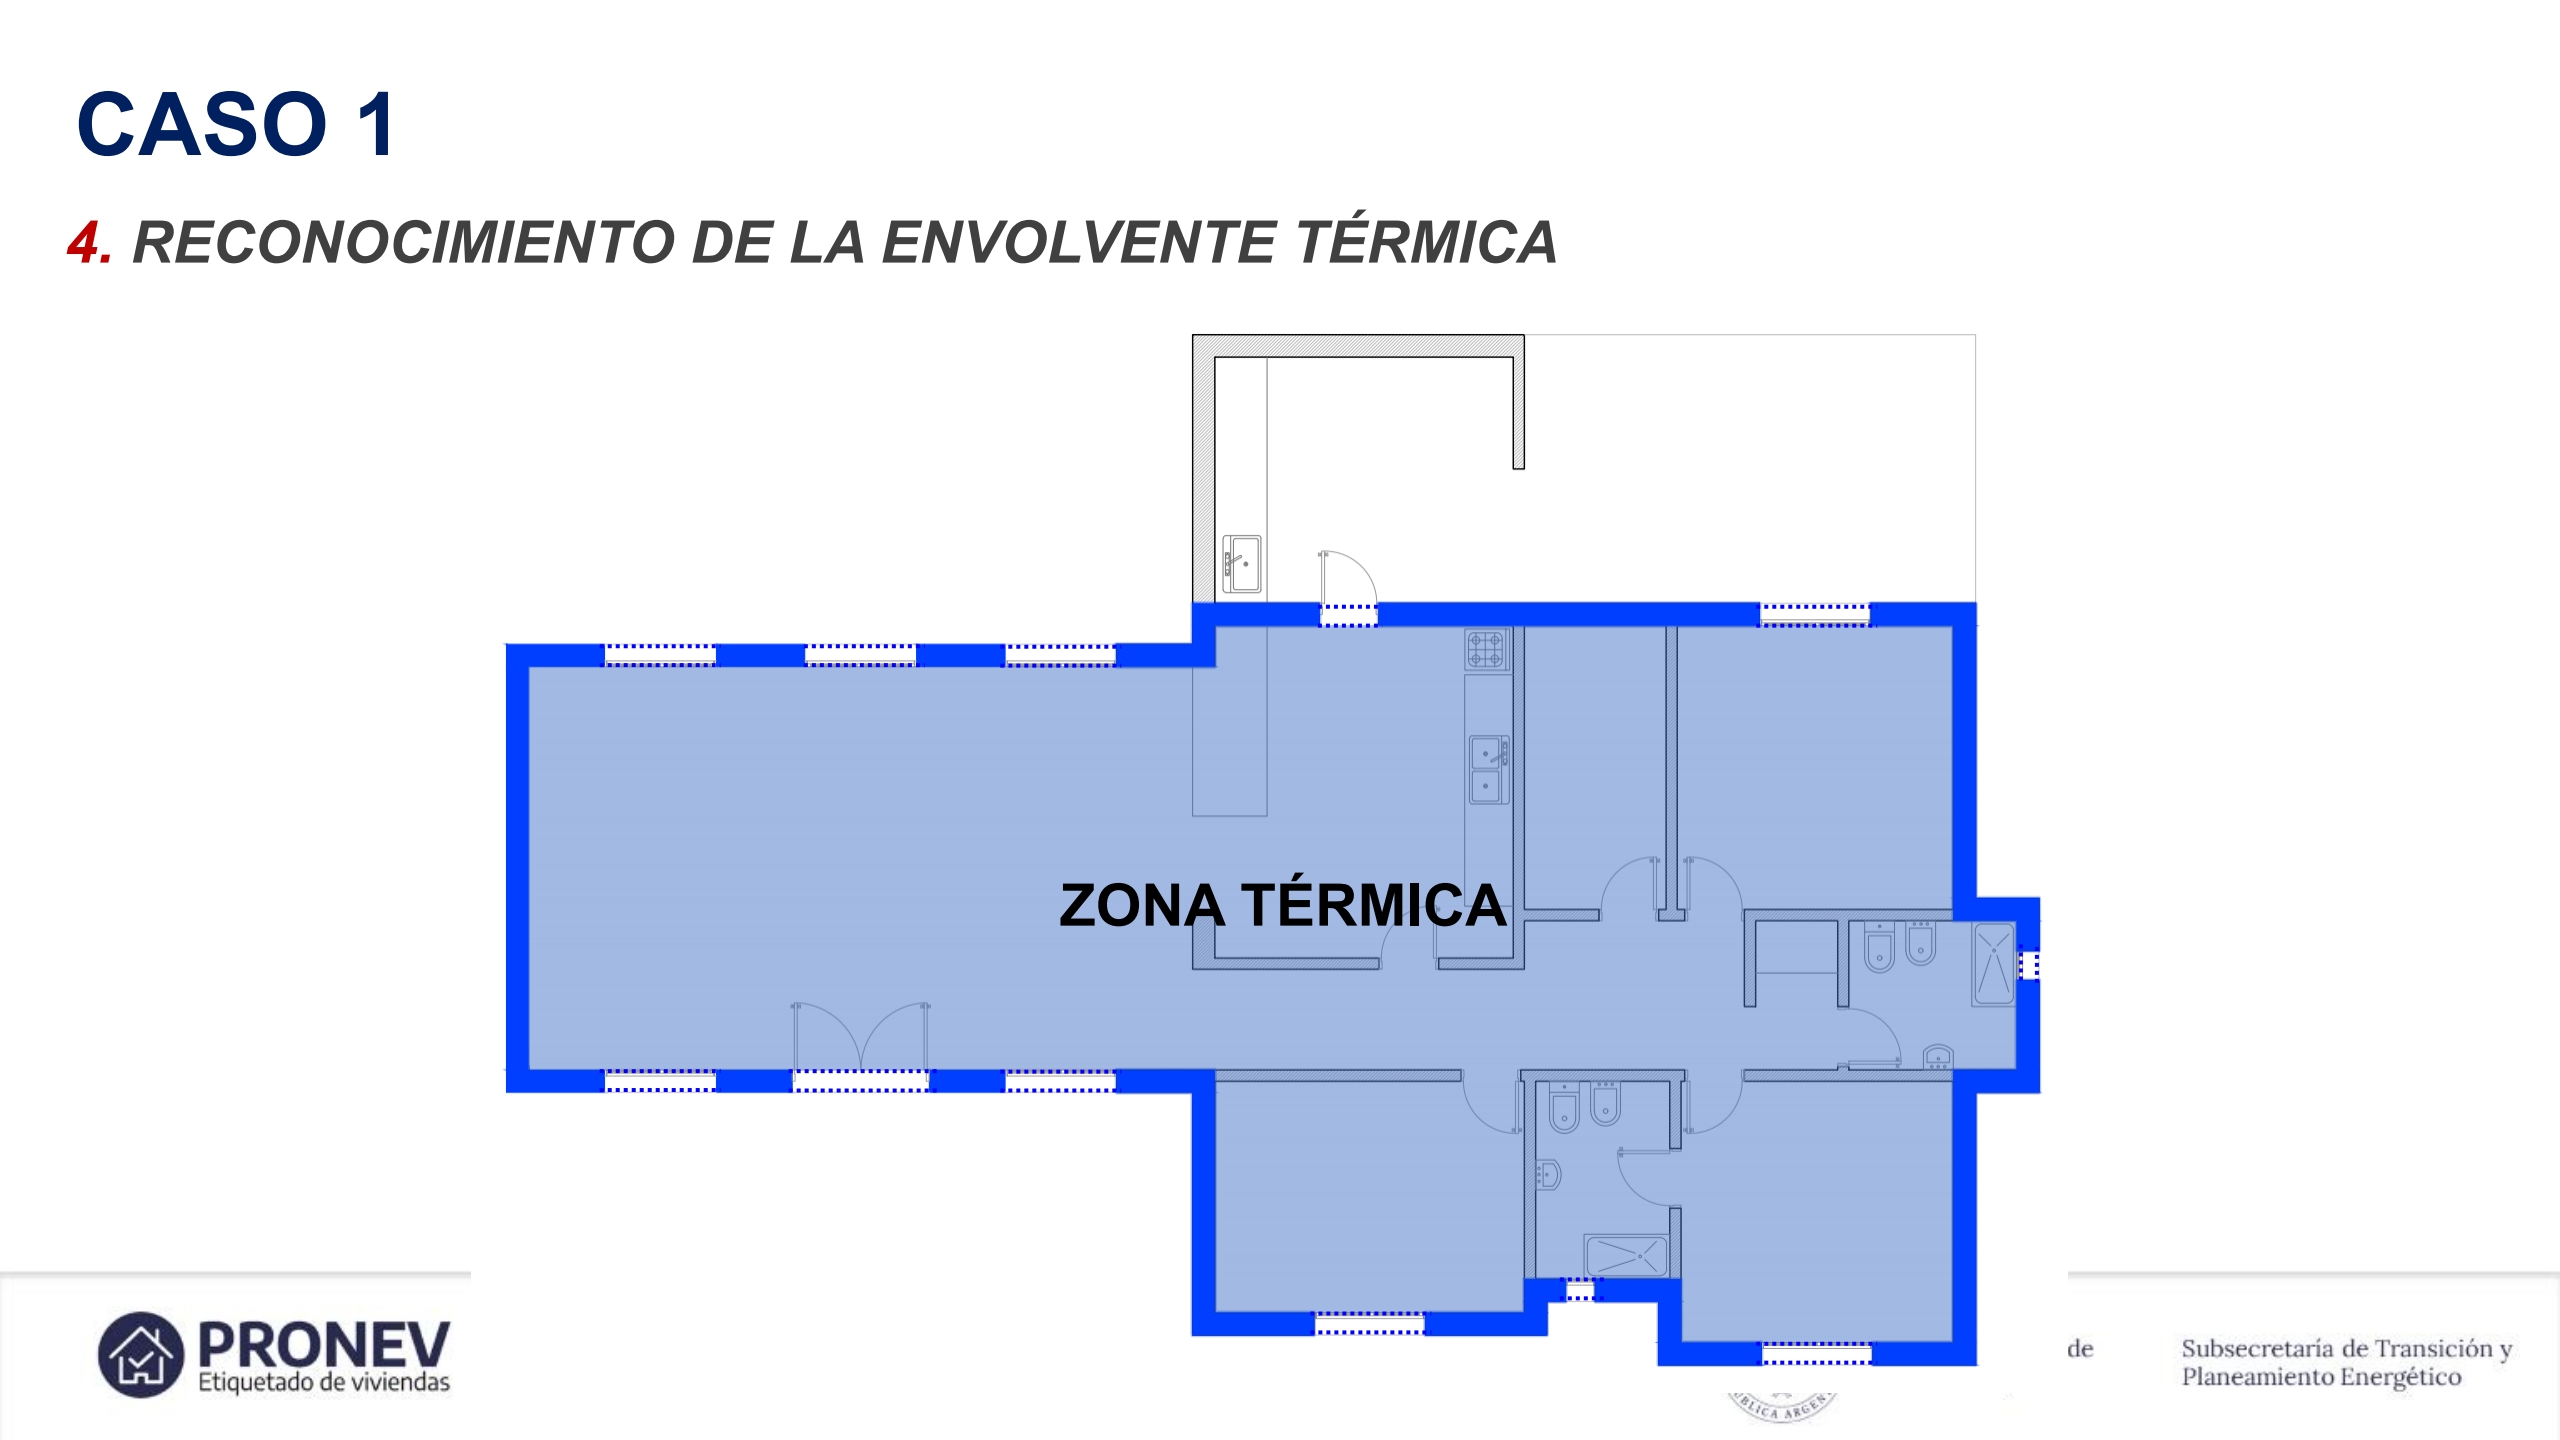 CASO 1
4. RECONOCIMIENTO DE LA ENVOLVENTE TÉRMICA
ZONA TÉRMICA
PRONEV
Etiquetado de viviendas
de
Subsecretaría de Transición y
Planeamiento Energético